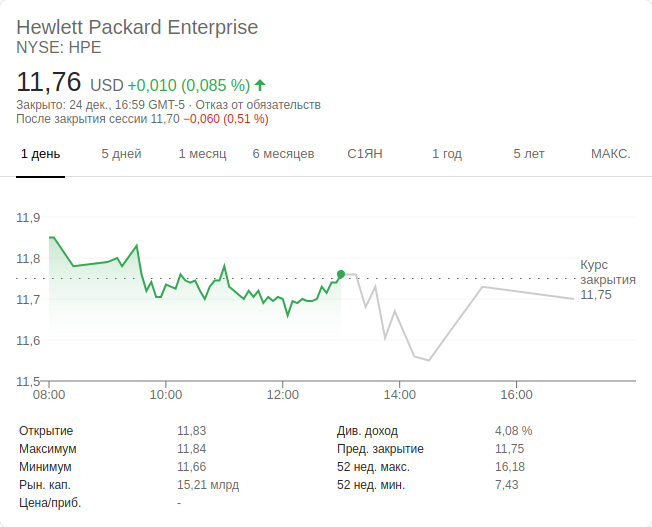 Hewlett Packard Enterprise
NYSE: HPE
11,76 USD +0,010 (0,085 %)
Закрыто: 24 дек., 16:59 GMT-5 · Отказ от обязательств
После закрытия сессии 11,70 −0,060 (0,51 %)
1 день 5 дней 1 месяц 6 месяцев С1ЯН 1 год 5 лет МАКС.
11,9
11,8
11,7
11,6
11,5
Курс
закрытия
11,75
08:00 10:00 12:00 14:00 16:00
Открытие 11,83 Див. доход 4,08 %
Максимум 11,84 Пред. закрытие 11,75
Минимум 11,66 52 нед. макс. 16,18
Рын. кап. 15,21 млрд 52 нед. мин. 7,43
Цена/приб. -